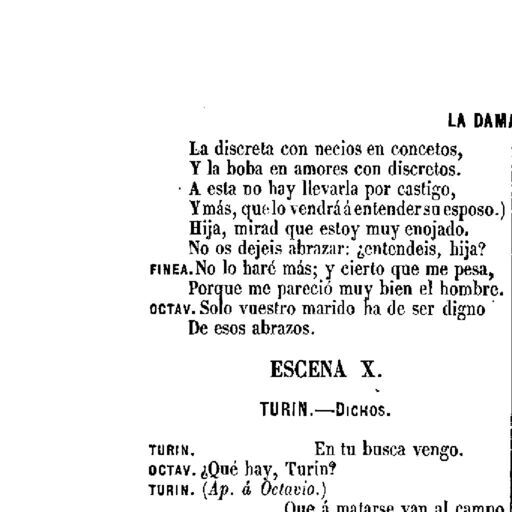 LA DAMA
La discreta con necios en concetos,
Y la boba en amores con discretos.
A esta no hay llevarla por castigo,
Y más, que lo vendrá á entender su esposo.)
Hija, mirad que estoy muy enojado.
No os dejeis abrazar: ¿entendeis, hija?
FINEA. No lo haré más; y cierto que me pesa,
Porque me pareció muy bien el hombre.
OCTAV. Solo vuestro marido ha de ser digno
De esos abrazos.
ESCENA X.
TURIN.—DICHOS.
TURIN. En tu busca vengo.
OCTAV. ¿Qué hay, Turin?
TURIN. (Ap. á Octavio.)
Que á matarse van al campo